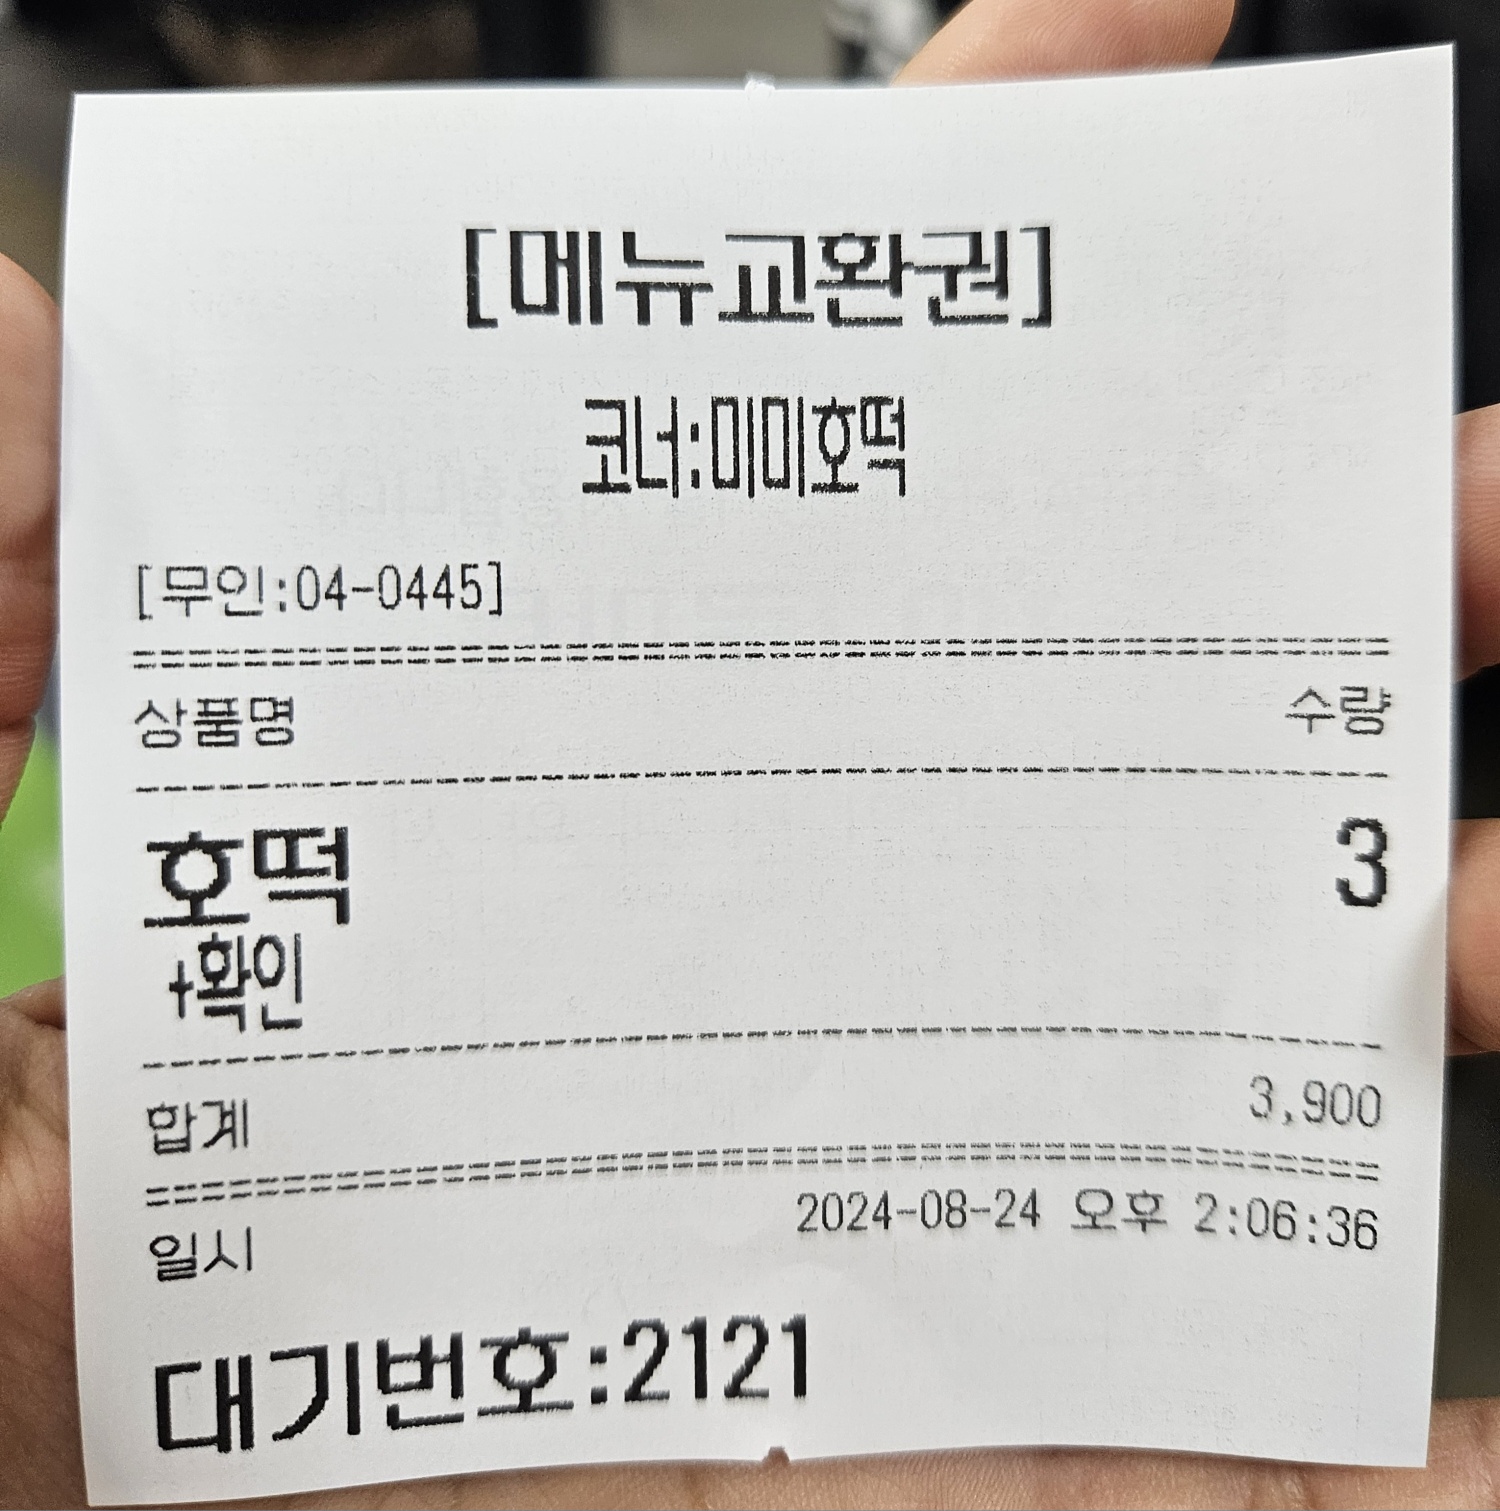 [메뉴교환권]
코너:미미호떡
[무인:04-0445]
상품명 수량
호떡 3
+확인
합계 3,900
일시 2024-08-24 오후 2:06:36
대기번호:2121